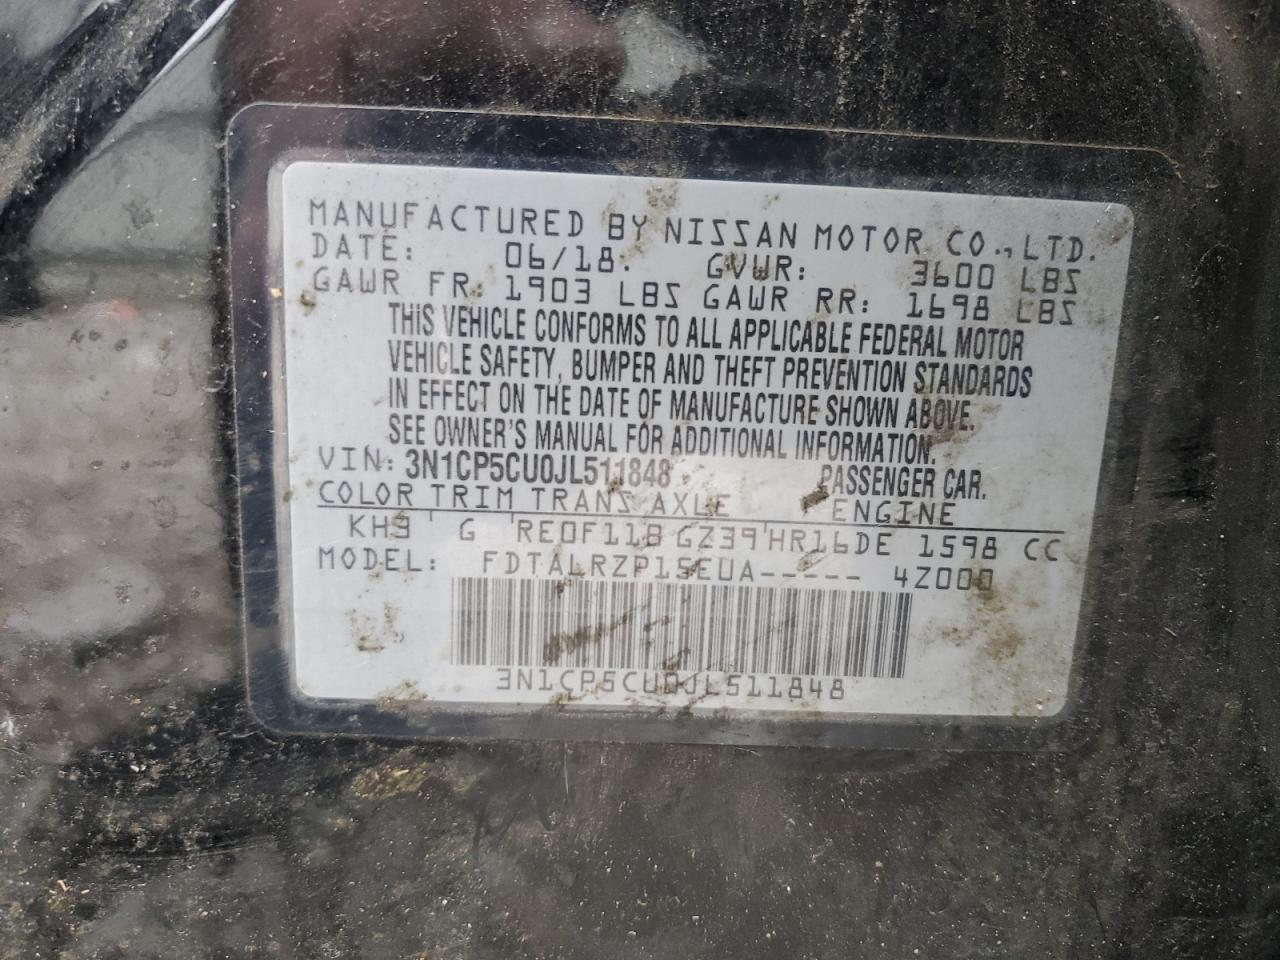 MANUFACTURED BY NISSAN MOTOR CO.,LTD.
DATE: 06/18. GVWR: 3600 LBS
GAWR FR: 1903 LBS GAWR RR: 1698 LBS
THIS VEHICLE CONFORMS TO ALL APPLICABLE FEDERAL MOTOR
VEHICLE SAFETY, BUMPER AND THEFT PREVENTION STANDARDS
IN EFFECT ON THE DATE OF MANUFACTURE SHOWN ABOVE.
SEE OWNER'S MANUAL FOR ADDITIONAL INFORMATION.
VIN: 3N1CP5CU0JL511848 PASSENGER CAR.
COLOR TRIM TRANS AXLE ENGINE
KH3 G RE0F11B GZ39 HR16DE 1598 CC
MODEL: FDTALRZP15EUA----- 4Z000
3N1CP5CU0JL511848